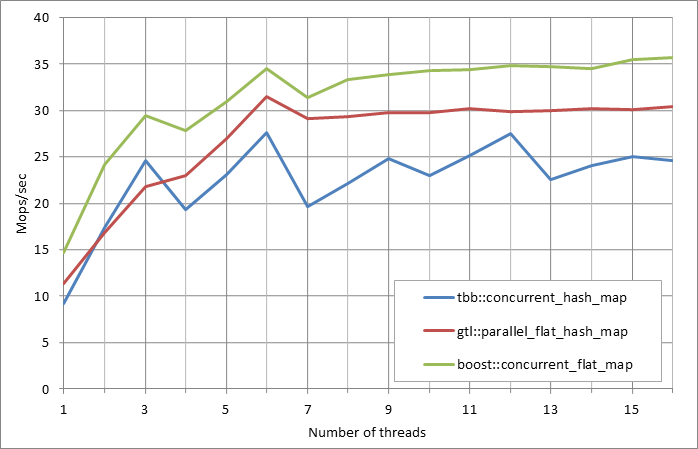 40
35
30
25
20
15
10
5
0
Mops/sec
tbb::concurrent_hash_map
gtl::parallel_flat_hash_map
boost::concurrent_flat_map
1 3 5 7 9 11 13 15
Number of threads